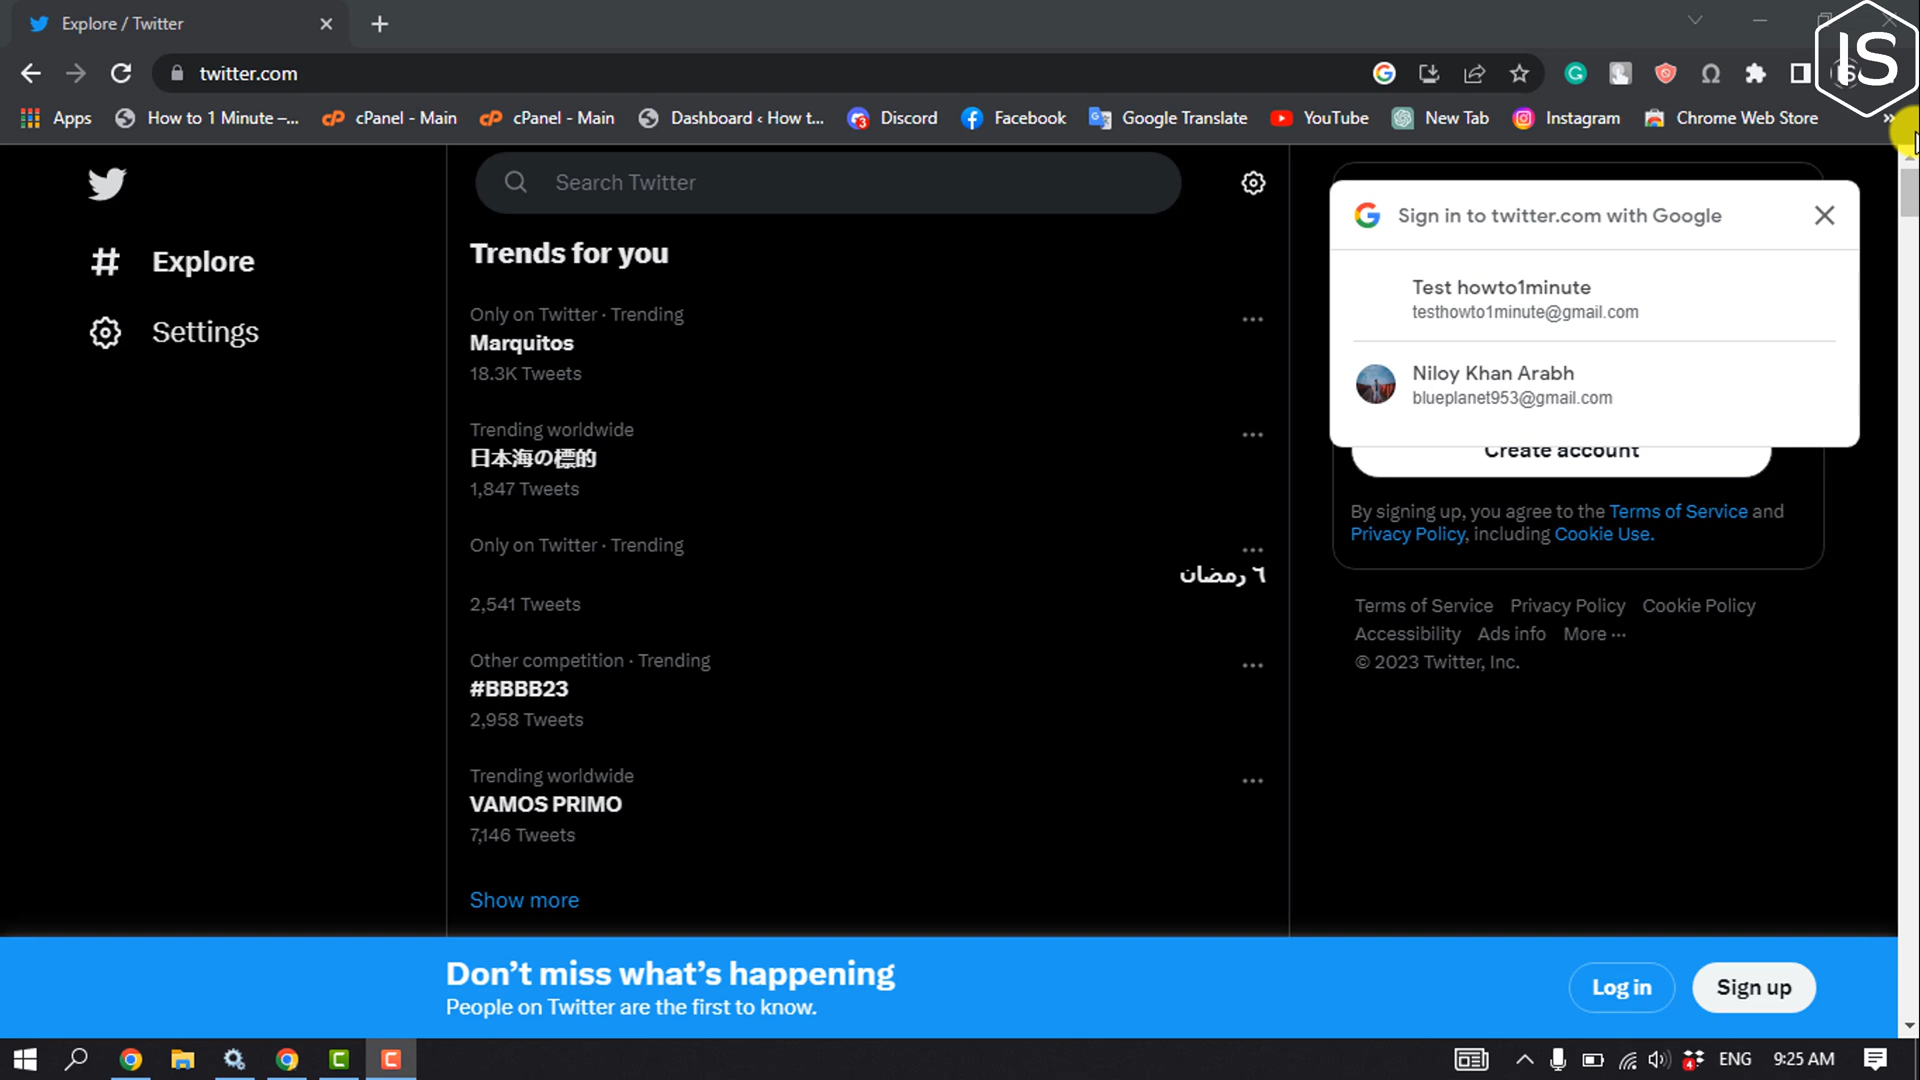 Explore / Twitter
twitter.com
Apps
How to 1 Minute –...
cPanel - Main
cPanel - Main
Dashboard ‹ How t...
Discord
Facebook
Google Translate
YouTube
New Tab
Instagram
Chrome Web Store
»
IS
Explore
Settings
Search Twitter
Trends for you
Only on Twitter · Trending
Marquitos
18.3K Tweets
Trending worldwide
日本海の標的
1,847 Tweets
Only on Twitter · Trending
٦ رمضان
2,541 Tweets
Other competition · Trending
#BBBB23
2,958 Tweets
Trending worldwide
VAMOS PRIMO
7,146 Tweets
Show more
Sign in to twitter.com with Google
Test howto1minute
testhowto1minute@gmail.com
Niloy Khan Arabh
blueplanet953@gmail.com
Create account
By signing up, you agree to the Terms of Service and
Privacy Policy, including Cookie Use.
Terms of Service Privacy Policy Cookie Policy
Accessibility Ads info More ···
© 2023 Twitter, Inc.
Don't miss what's happening
People on Twitter are the first to know.
Log in
Sign up
ENG
9:25 AM